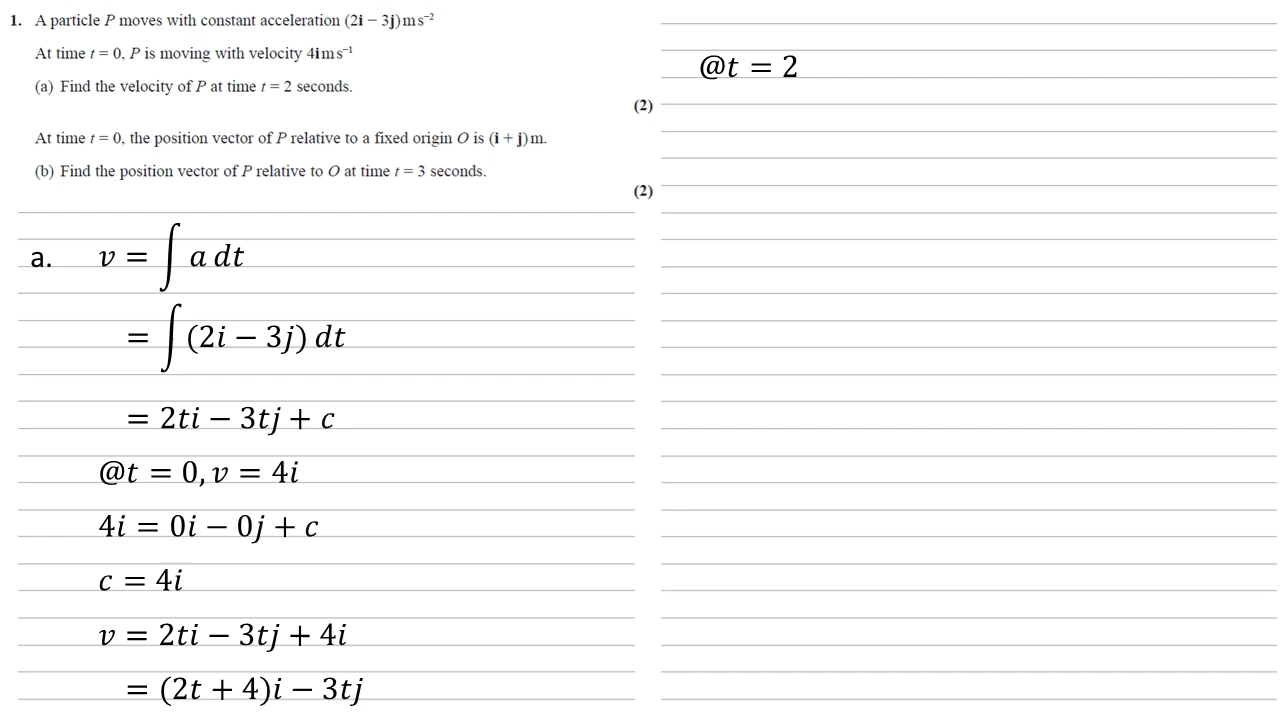 1. A particle P moves with constant acceleration (2i − 3j) m s⁻²
At time t = 0, P is moving with velocity 4i m s⁻¹
(a) Find the velocity of P at time t = 2 seconds.
(2)
At time t = 0, the position vector of P relative to a fixed origin O is (i + j) m.
(b) Find the position vector of P relative to O at time t = 3 seconds.
(2)
a. v = ∫ a dt
= ∫ (2i − 3j) dt
= 2ti − 3tj + c
@t = 0, v = 4i
4i = 0i − 0j + c
c = 4i
v = 2ti − 3tj + 4i
= (2t + 4)i − 3tj
@t = 2